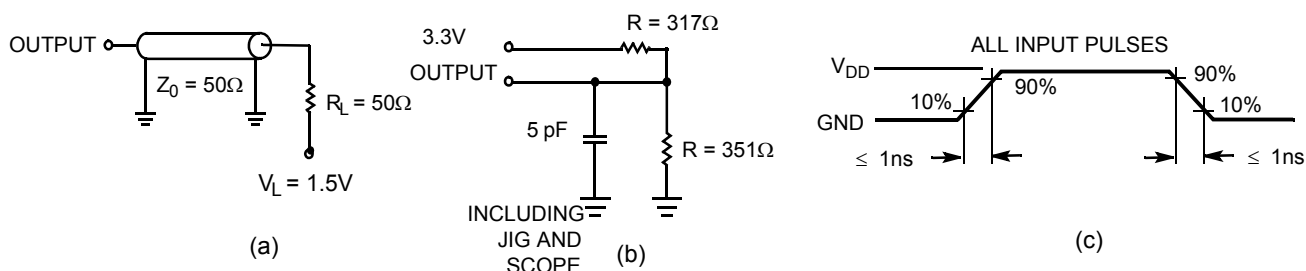 OUTPUT
Z0 = 50Ω
RL = 50Ω
VL = 1.5V
(a)
R = 317Ω
3.3V
OUTPUT
5 pF
R = 351Ω
INCLUDING
JIG AND
SCOPE
(b)
ALL INPUT PULSES
VDD
GND
10%
90%
90%
10%
≤ 1ns
≤ 1ns
(c)